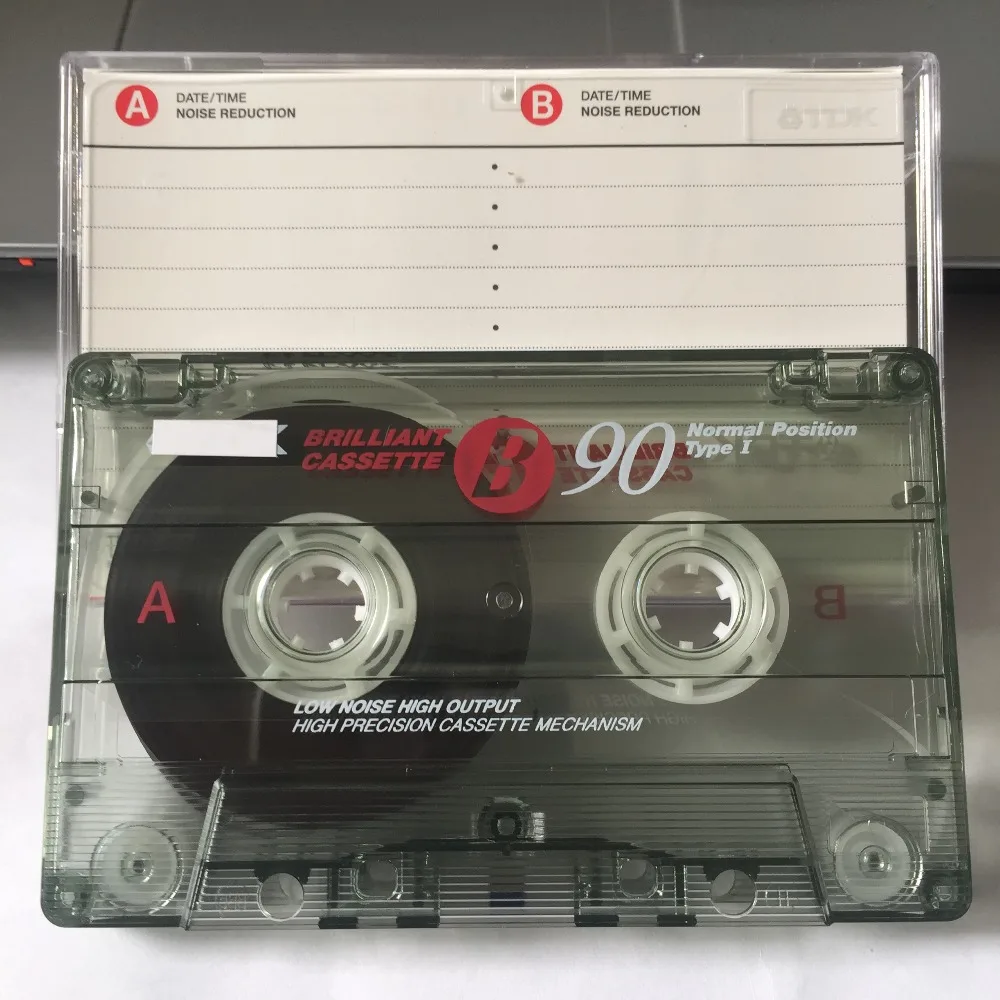 A DATE/TIME
NOISE REDUCTION
B DATE/TIME
NOISE REDUCTION
BRILLIANT
CASSETTE
B 90
Normal Position
Type I
A
B
LOW NOISE HIGH OUTPUT
HIGH PRECISION CASSETTE MECHANISM